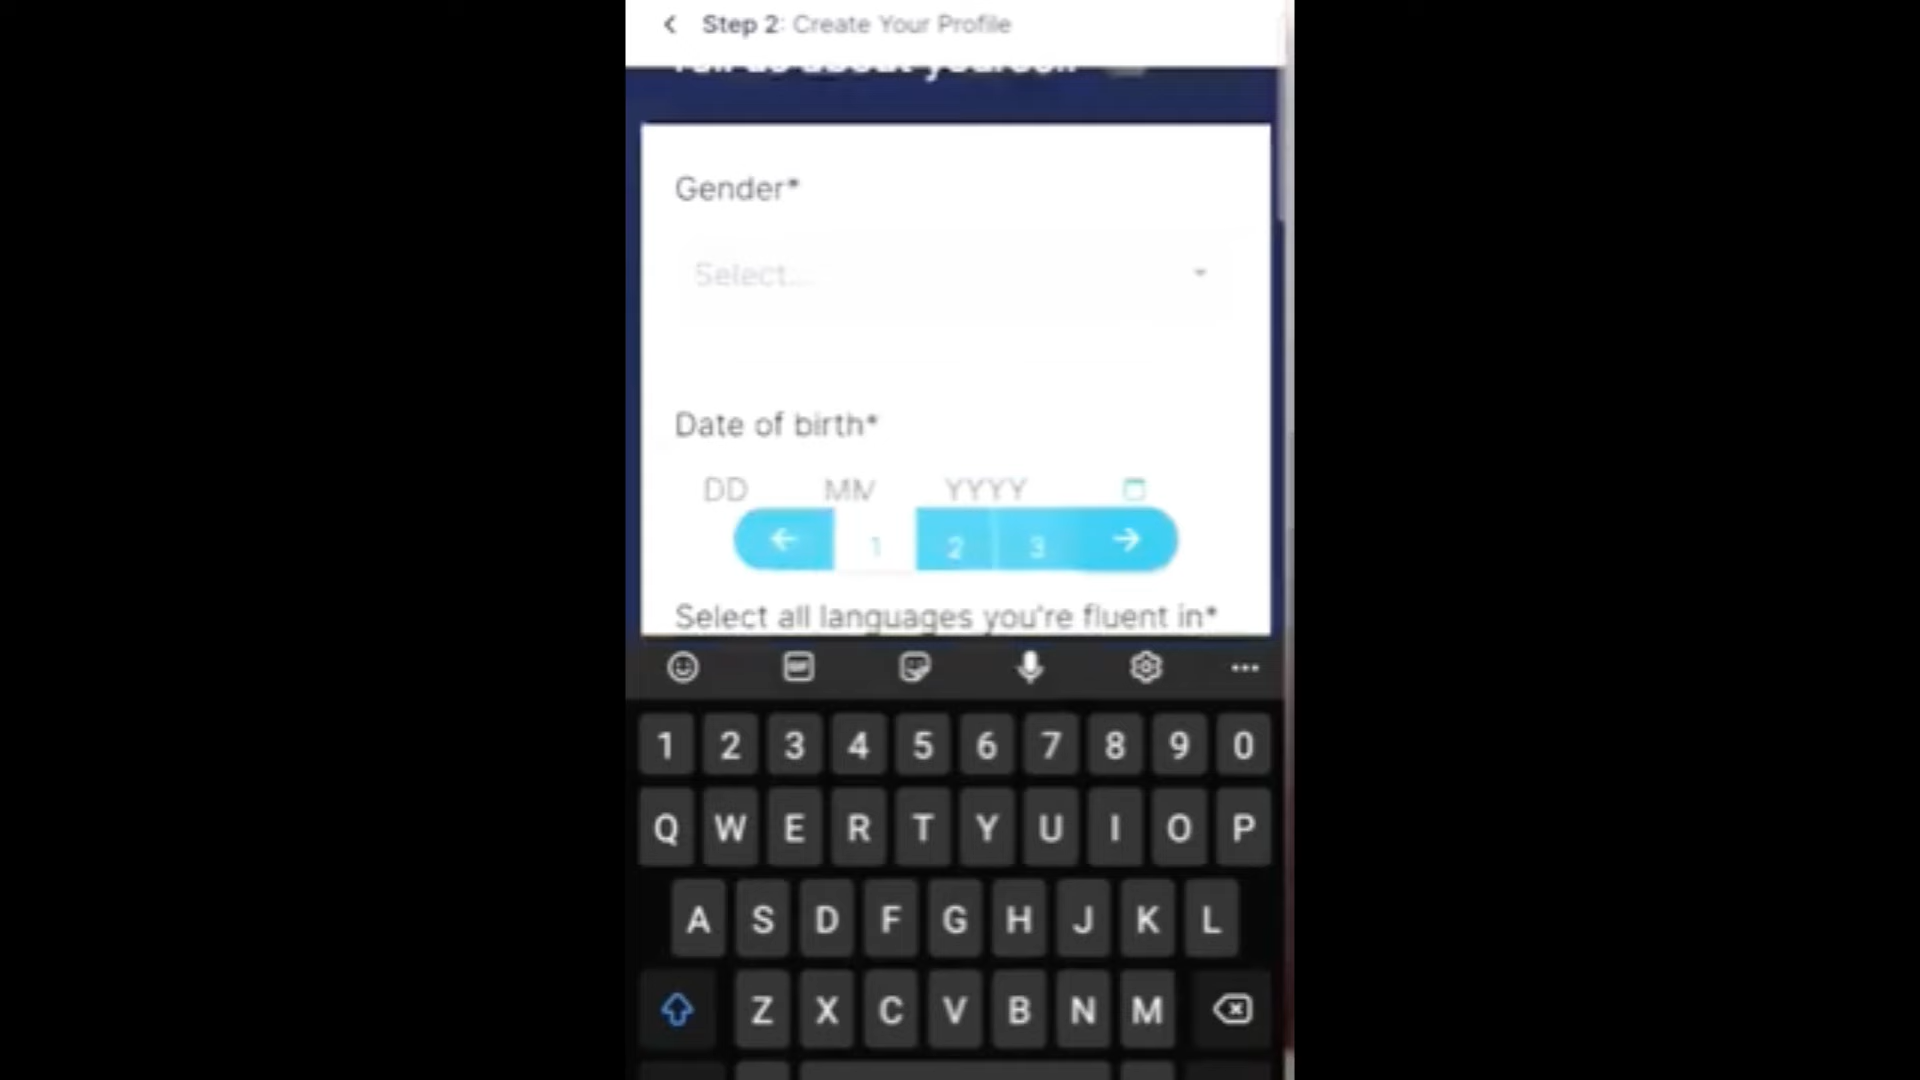 Step 2: Create Your Profile
Gender*
Select...
Date of birth*
DD MM YYYY
1 2 3
Select all languages you're fluent in*
1 2 3 4 5 6 7 8 9 0
Q W E R T Y U I O P
A S D F G H J K L
Z X C V B N M